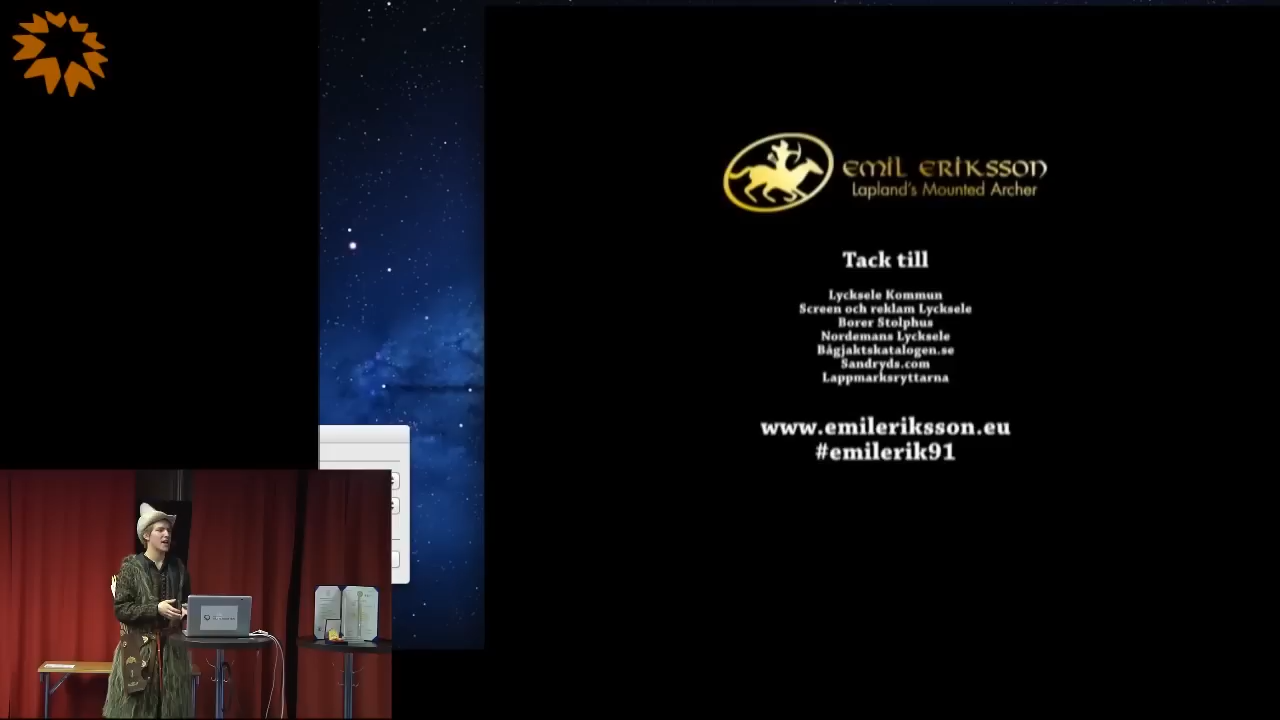 EMIL ERIKSSON
Lapland's Mounted Archer
Tack till
Lycksele Kommun
Screen och reklam Lycksele
Borer Stolphus
Nordemans Lycksele
Bågjaktskatalogen.se
Sandryds.com
Lappmarksryttarna
www.emileriksson.eu
#emilerik91